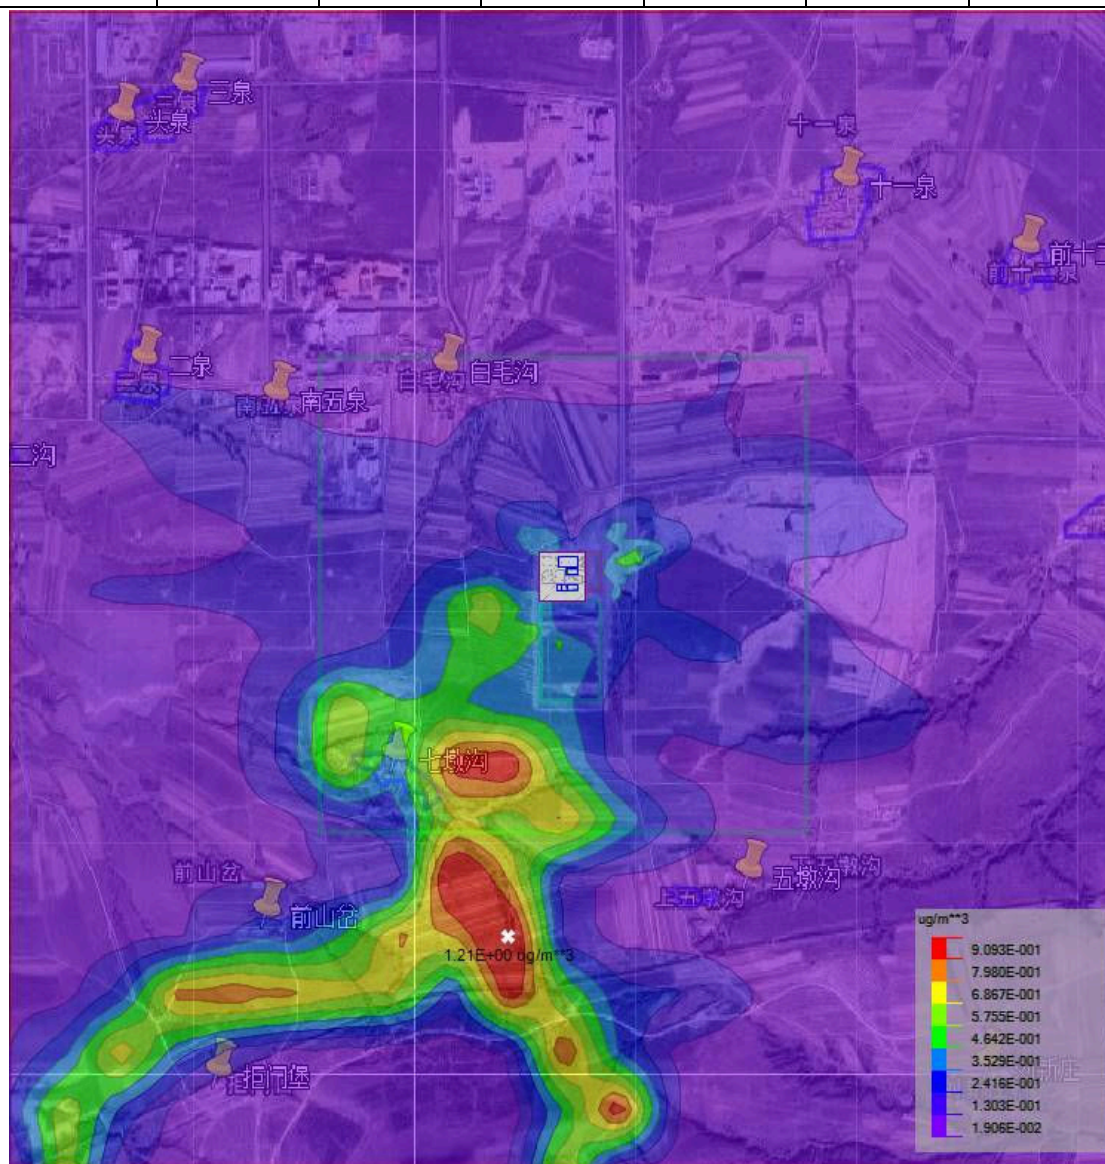 三泉
三泉
头泉
头泉
十一泉
十一泉
前十二
前十二泉
二泉
二泉
白毛沟
白毛沟
南五泉
南五泉
二沟
七墩沟
前山岔
前山岔
下五墩沟
五墩沟
上五墩沟
1.21E+00 ug/m**3
拒门堡
ug/m**3
9.093E-001
7.980E-001
6.867E-001
5.755E-001
4.642E-001
3.529E-001
2.416E-001
1.303E-001
1.906E-002